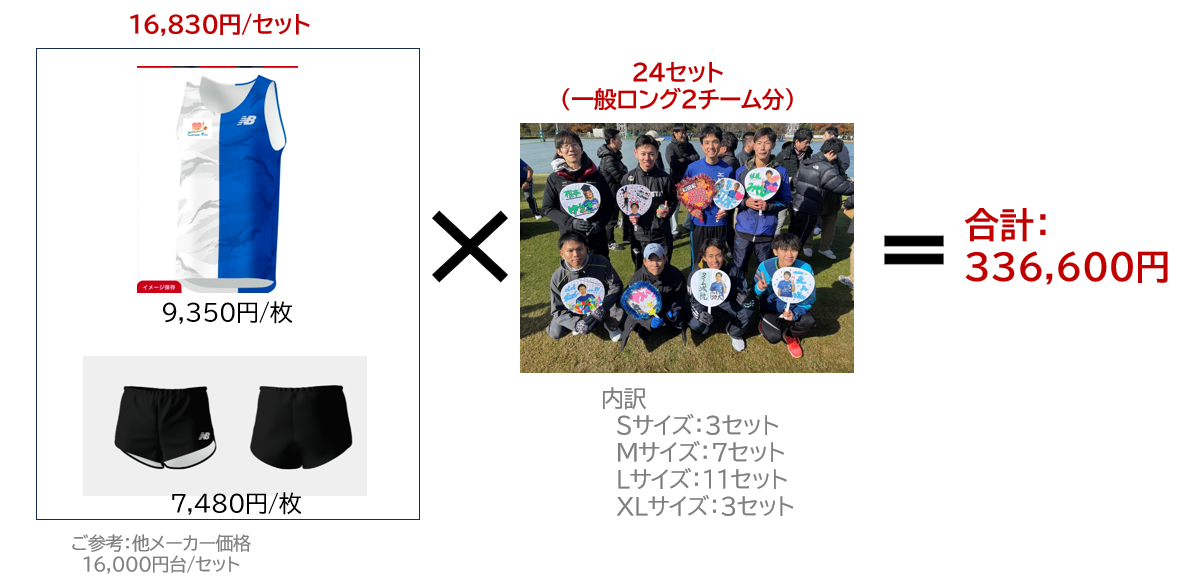 16,830円/セット
NB
イメージ保存
9,350円/枚
NB
7,480円/枚
ご参考：他メーカー価格
16,000円台/セット
24セット
（一般ロング2チーム分）
内訳
Sサイズ：3セット
Mサイズ：7セット
Lサイズ：11セット
XLサイズ：3セット
合計：
336,600円